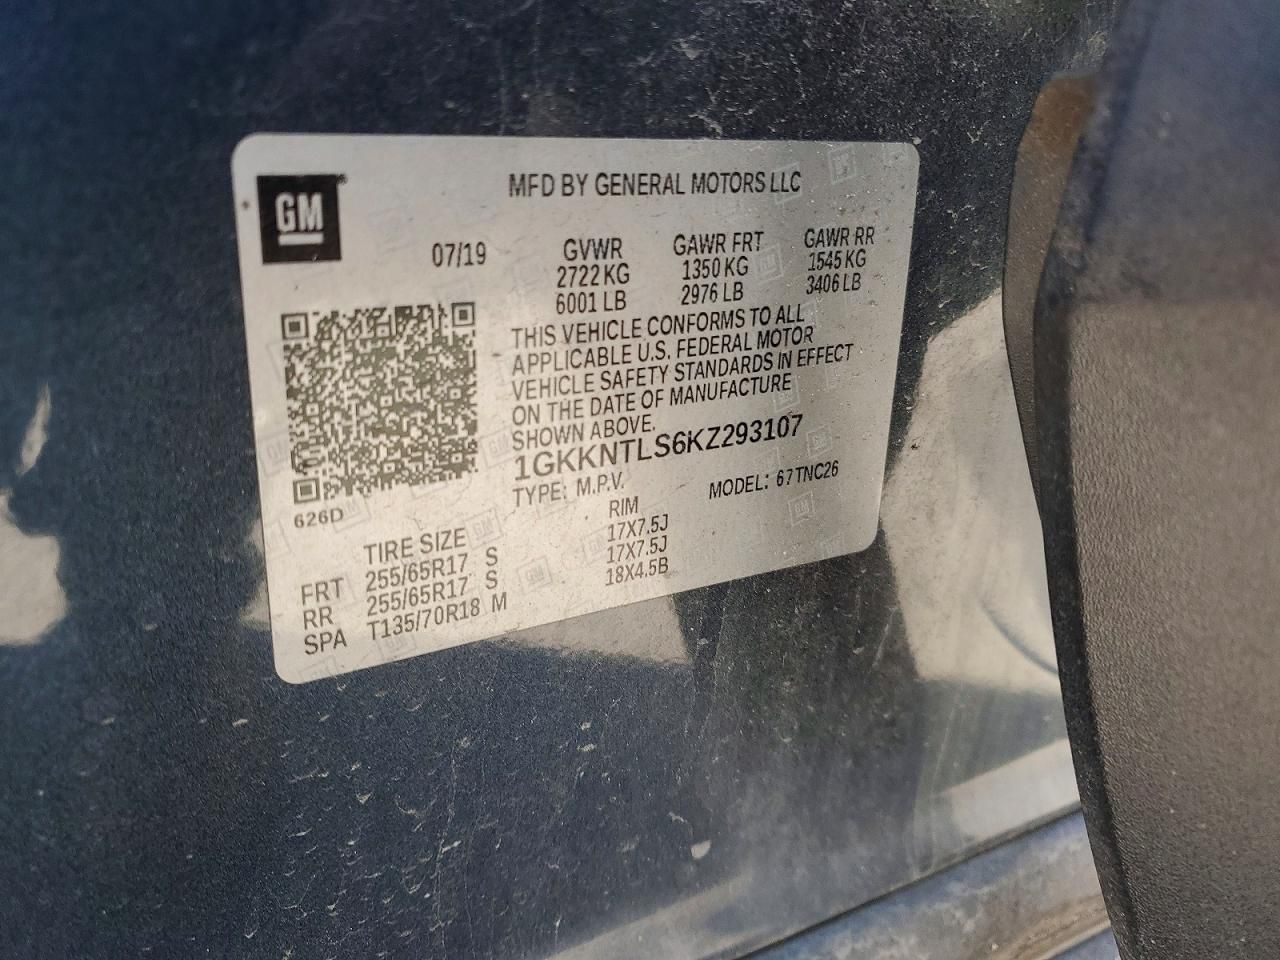 GM
MFD BY GENERAL MOTORS LLC
07/19
GVWR GAWR FRT GAWR RR
2722 KG 1350 KG 1545 KG
6001 LB 2976 LB 3406 LB
THIS VEHICLE CONFORMS TO ALL
APPLICABLE U.S. FEDERAL MOTOR
VEHICLE SAFETY STANDARDS IN EFFECT
ON THE DATE OF MANUFACTURE
SHOWN ABOVE.
1GKKNTLS6KZ293107
TYPE: M.P.V. MODEL: 67TNC26
626D
TIRE SIZE RIM
FRT 255/65R17 S 17X7.5J
RR 255/65R17 S 17X7.5J
SPA T135/70R18 M 18X4.5B